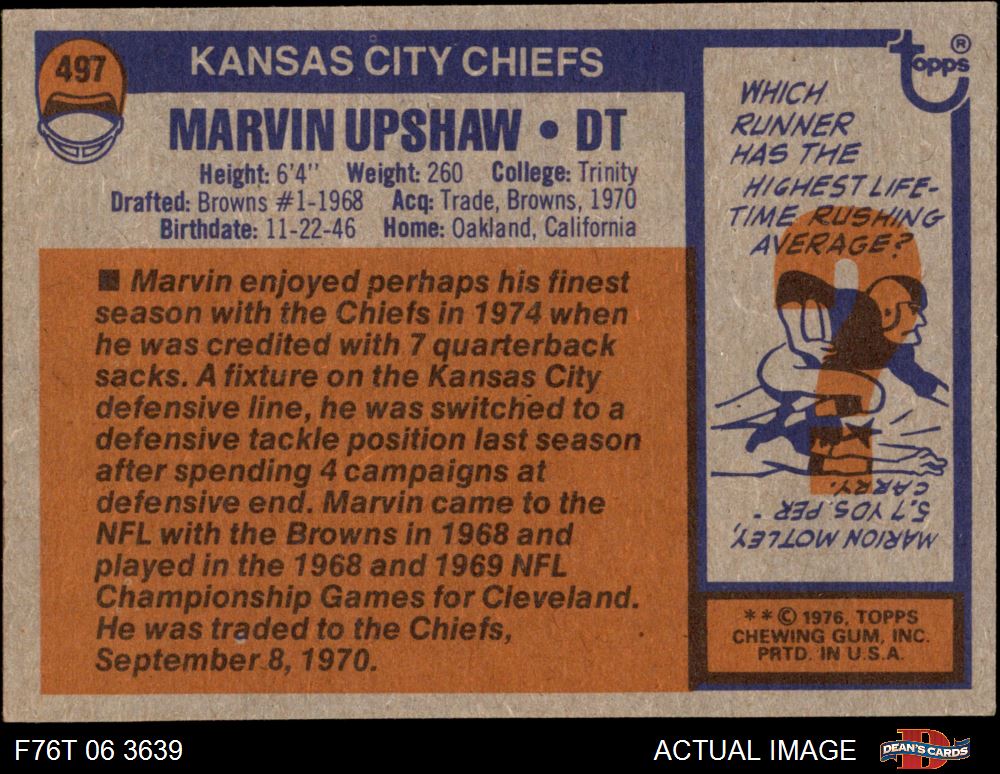 497
KANSAS CITY CHIEFS
MARVIN UPSHAW • DT
Height: 6'4" Weight: 260 College: Trinity
Drafted: Browns #1-1968 Acq: Trade, Browns, 1970
Birthdate: 11-22-46 Home: Oakland, California
■ Marvin enjoyed perhaps his finest
season with the Chiefs in 1974 when
he was credited with 7 quarterback
sacks. A fixture on the Kansas City
defensive line, he was switched to a
defensive tackle position last season
after spending 4 campaigns at
defensive end. Marvin came to the
NFL with the Browns in 1968 and
played in the 1968 and 1969 NFL
Championship Games for Cleveland.
He was traded to the Chiefs,
September 8, 1970.
topps ®
WHICH
RUNNER
HAS THE
HIGHEST LIFE-
TIME RUSHING
AVERAGE?
?
MARION MOTLEY,
5.7 YDS. PER
CARRY.
**© 1976, TOPPS
CHEWING GUM, INC.
PRTD. IN U.S.A.
F76T 06 3639
ACTUAL IMAGE
D
DEAN'S CARDS